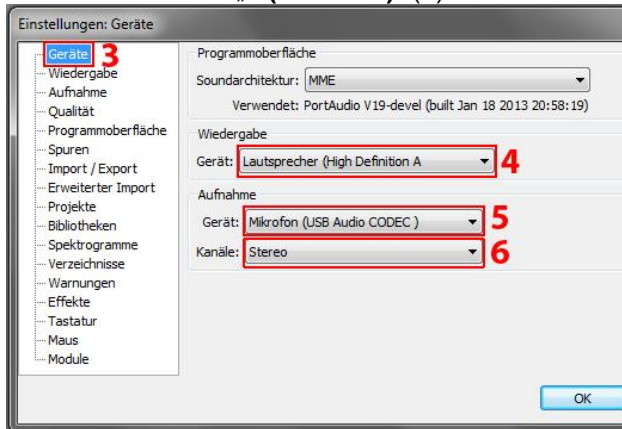 Einstellungen: Geräte
Geräte 3
Wiedergabe
Aufnahme
Qualität
Programmoberfläche
Spuren
Import / Export
Erweiterter Import
Projekte
Bibliotheken
Spektrogramme
Verzeichnisse
Warnungen
Effekte
Tastatur
Maus
Module
Programmoberfläche
Soundarchitektur: MME
Verwendet: PortAudio V19-devel (built Jan 18 2013 20:58:19)
Wiedergabe
Gerät: Lautsprecher (High Definition A 4
Aufnahme
Gerät: Mikrofon (USB Audio CODEC ) 5
Kanäle: Stereo 6
OK